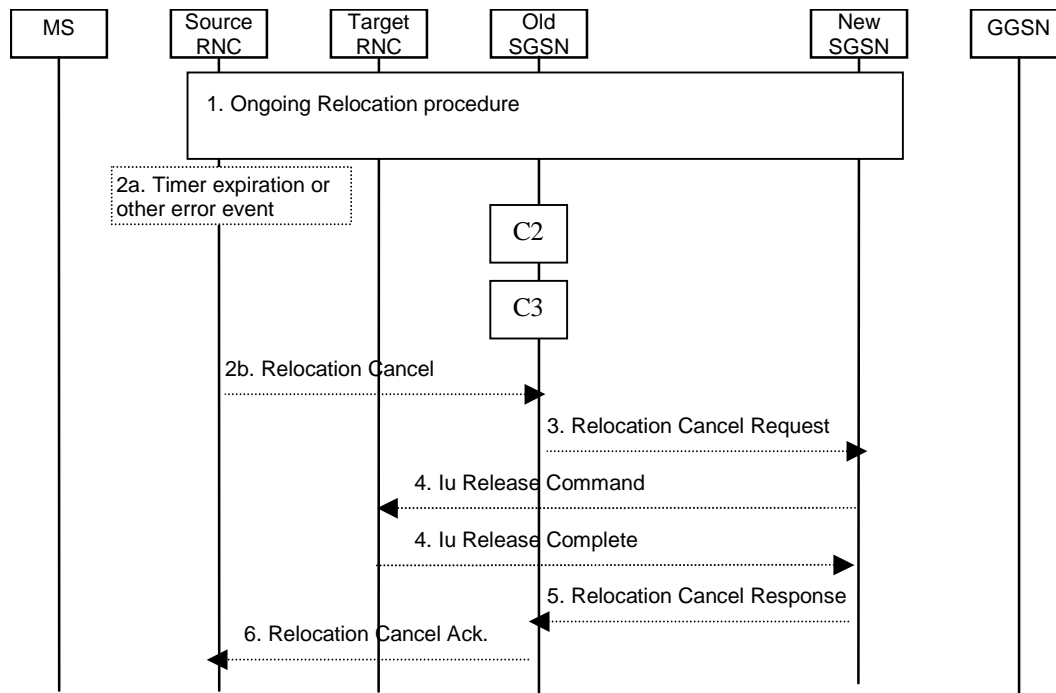 MS
Source
RNC
Target
RNC
Old
SGSN
New
SGSN
GGSN
1. Ongoing Relocation procedure
2a. Timer expiration or
other error event
C2
C3
2b. Relocation Cancel
3. Relocation Cancel Request
4. Iu Release Command
4. Iu Release Complete
5. Relocation Cancel Response
6. Relocation Cancel Ack.